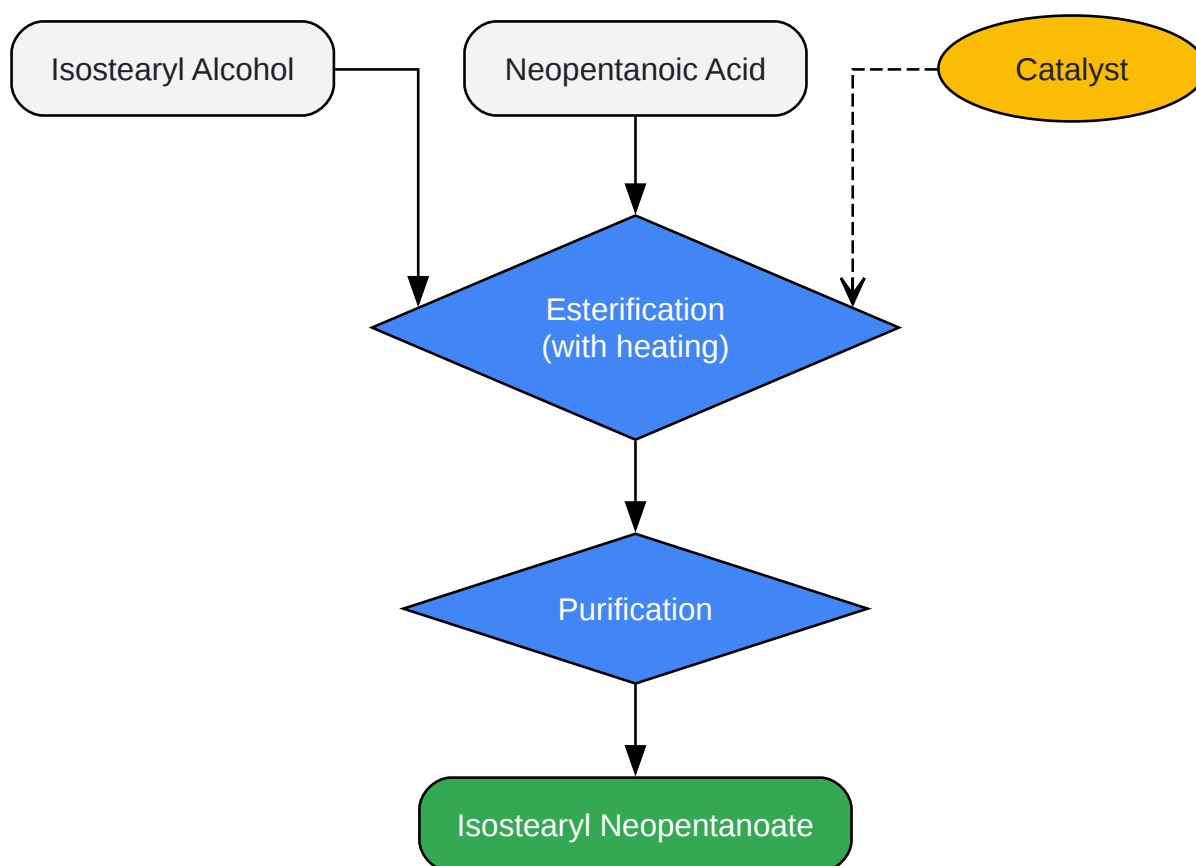 Isostearyl Alcohol
Neopentanoic Acid
Catalyst
Esterification
(with heating)
Purification
Isostearyl Neopentanoate